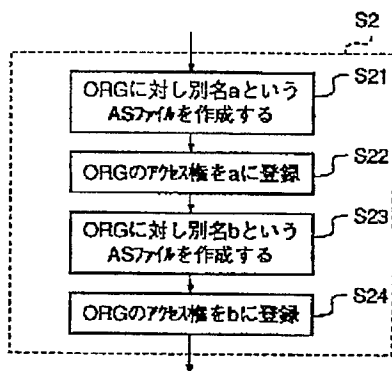 S2
ORGに対し別名aという
ASファイルを作成する
S21
ORGのアクセス権をaに登録
S22
ORGに対し別名bという
ASファイルを作成する
S23
ORGのアクセス権をbに登録
S24